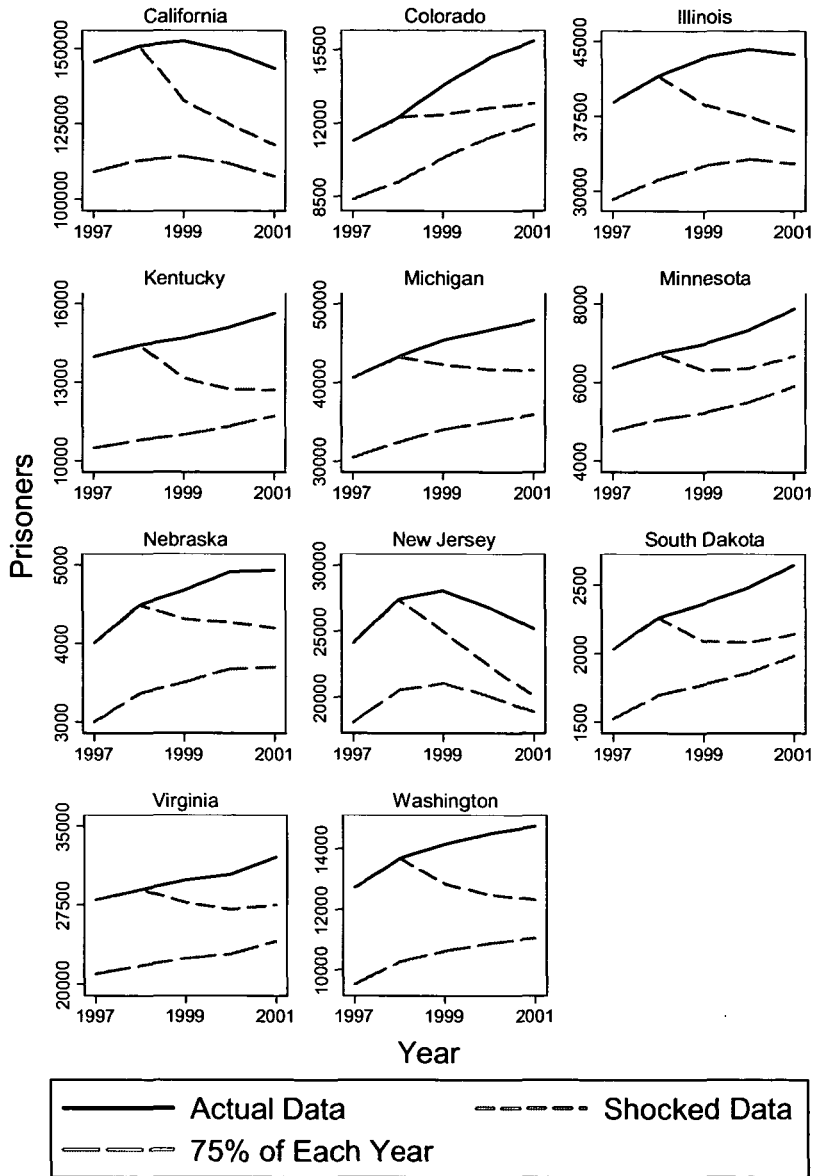 California
Colorado
Illinois
150000
125000
100000
15500
12000
8500
45000
37500
30000
1997 1999 2001
1997 1999 2001
1997 1999 2001
Kentucky
Michigan
Minnesota
16000
13000
10000
50000
40000
30000
8000
6000
4000
1997 1999 2001
1997 1999 2001
1997 1999 2001
Prisoners
Nebraska
New Jersey
South Dakota
5000
4000
3000
30000
25000
20000
2500
2000
1500
1997 1999 2001
1997 1999 2001
1997 1999 2001
Virginia
Washington
35000
27500
20000
14000
12000
10000
1997 1999 2001
1997 1999 2001
Year
Actual Data
Shocked Data
75% of Each Year